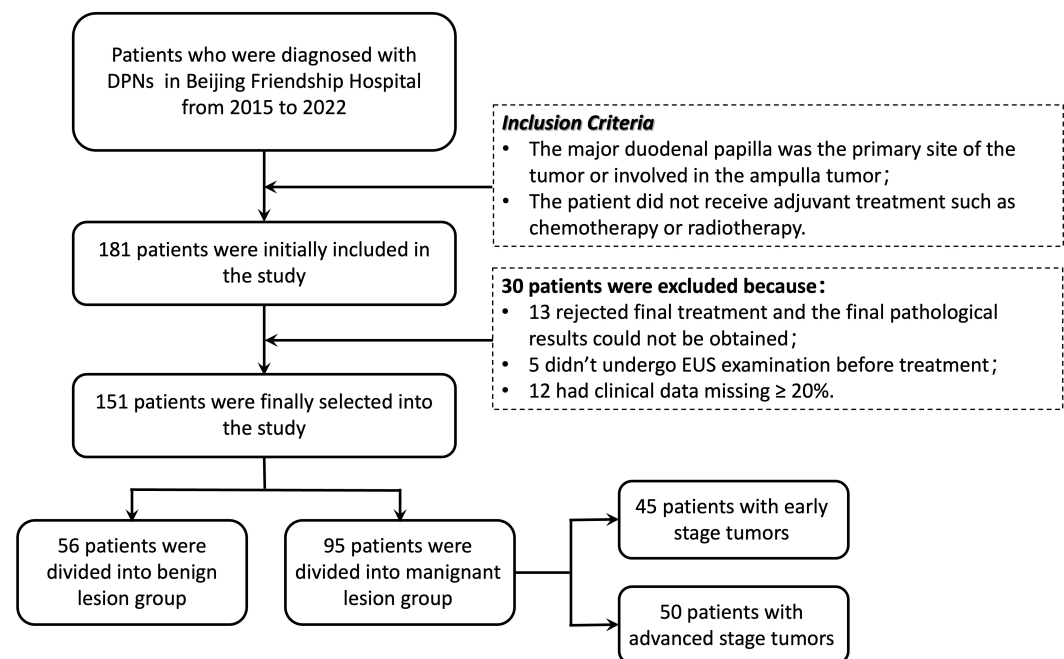 Patients who were diagnosed with
DPNs in Beijing Friendship Hospital
from 2015 to 2022
Inclusion Criteria
• The major duodenal papilla was the primary site of the
tumor or involved in the ampulla tumor；
• The patient did not receive adjuvant treatment such as
chemotherapy or radiotherapy.
181 patients were initially included in
the study
30 patients were excluded because：
• 13 rejected final treatment and the final pathological
results could not be obtained；
• 5 didn’t undergo EUS examination before treatment；
• 12 had clinical data missing ≥ 20%.
151 patients were finally selected into
the study
56 patients were
divided into benign
lesion group
95 patients were
divided into manignant
lesion group
45 patients with early
stage tumors
50 patients with
advanced stage tumors